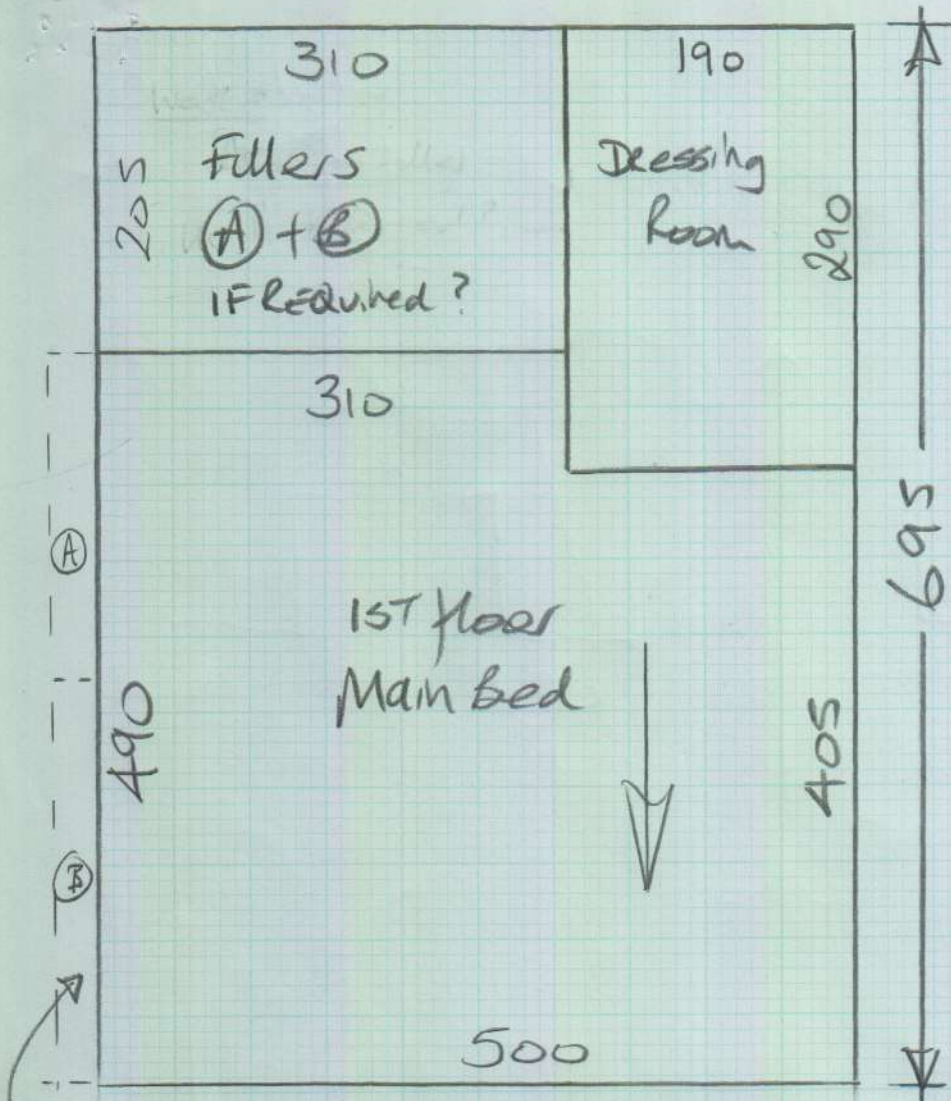 310
190
205
Fillers
(A) + (B)
IF REQuired ?
Dressing
Room
290
310
695
(A)
1ST floor
Main Bed
490
405
(B)
500